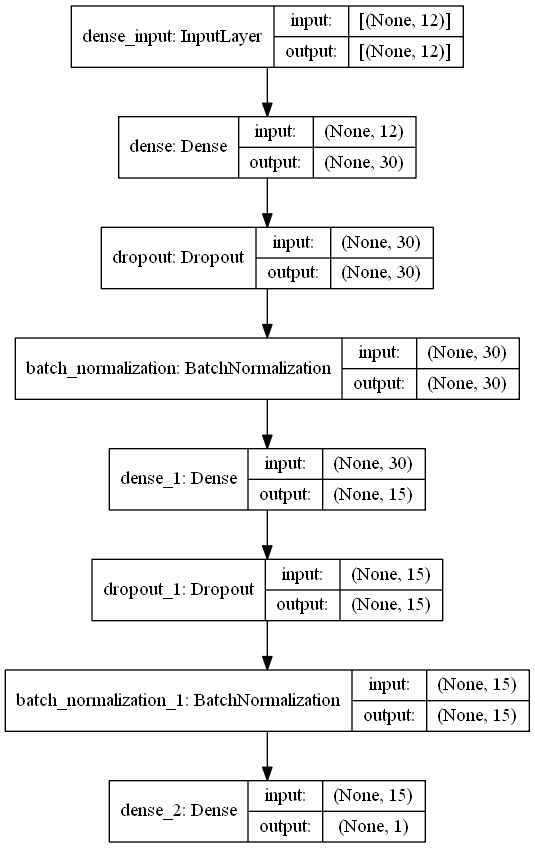 dense_input: InputLayer
input: [(None, 12)]
output: [(None, 12)]
dense: Dense
input: (None, 12)
output: (None, 30)
dropout: Dropout
input: (None, 30)
output: (None, 30)
batch_normalization: BatchNormalization
input: (None, 30)
output: (None, 30)
dense_1: Dense
input: (None, 30)
output: (None, 15)
dropout_1: Dropout
input: (None, 15)
output: (None, 15)
batch_normalization_1: BatchNormalization
input: (None, 15)
output: (None, 15)
dense_2: Dense
input: (None, 15)
output: (None, 1)